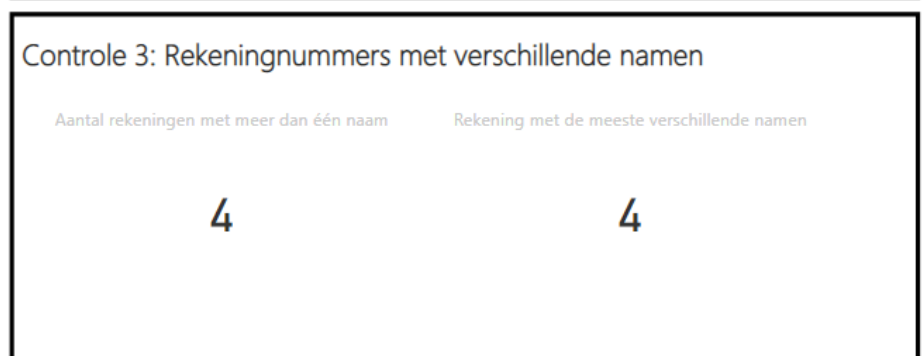 Controle 3: Rekeningnummers met verschillende namen
Aantal rekeningen met meer dan één naam
Rekening met de meeste verschillende namen
4
4